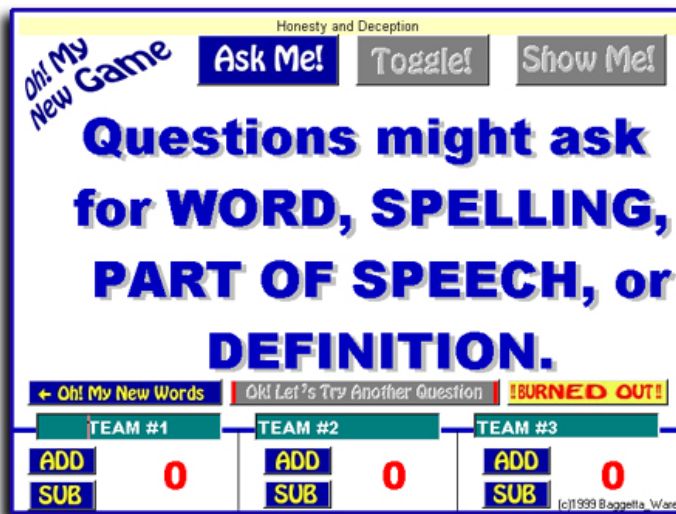 Honesty and Deception
Oh! My
New Game
Ask Me!
Toggle!
Show Me!
Questions might ask
for WORD, SPELLING,
PART OF SPEECH, or
DEFINITION.
← Oh! My New Words
Ok! Let's Try Another Question
!!BURNED OUT!!
TEAM #1
TEAM #2
TEAM #3
ADD
0
ADD
0
ADD
0
SUB
SUB
SUB
(c)1999 Baggetta_Ware